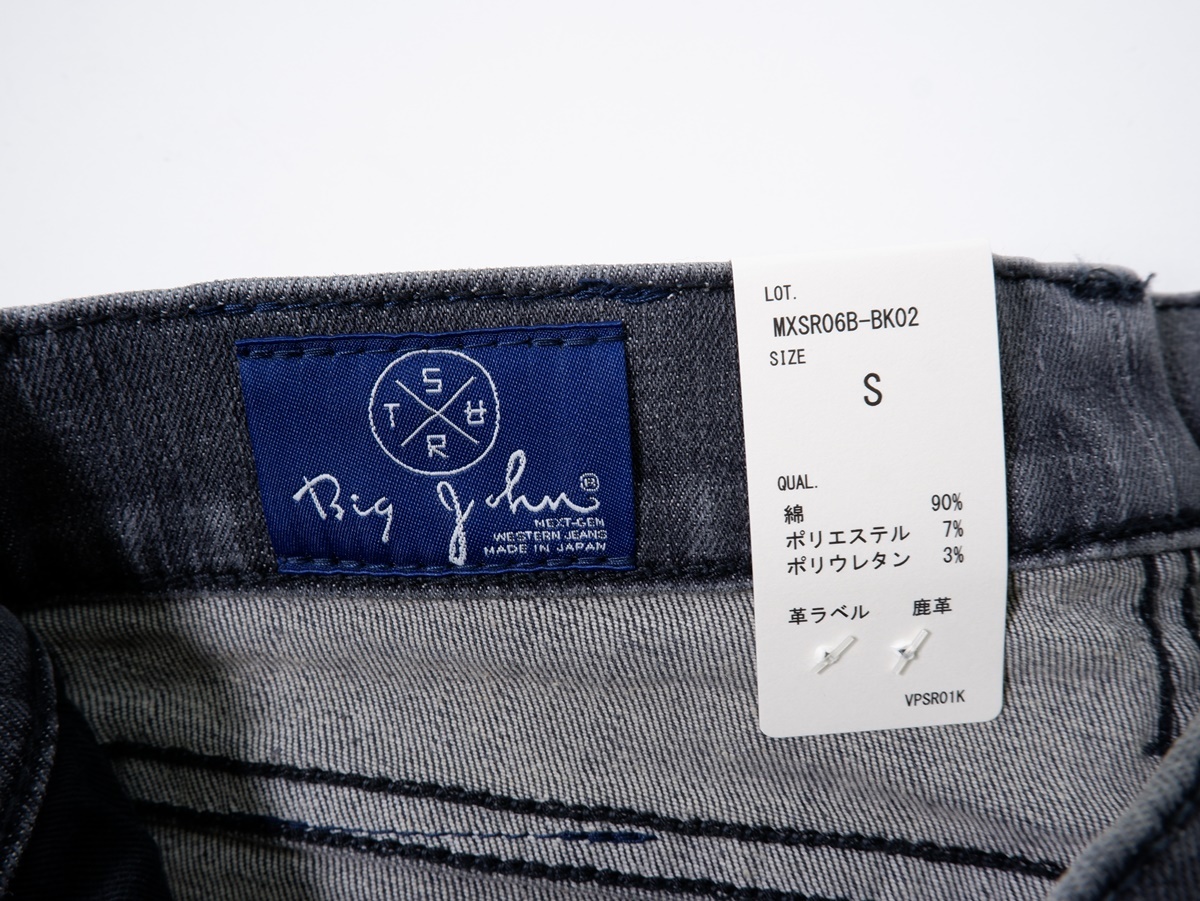 S
T R
R
Big John®
NEXT-GEN
WESTERN JEANS
MADE IN JAPAN
LOT.
MXSR06B-BK02
SIZE
S
QUAL.
綿 90%
ポリエステル 7%
ポリウレタン 3%
革ラベル 鹿革
VPSR01K